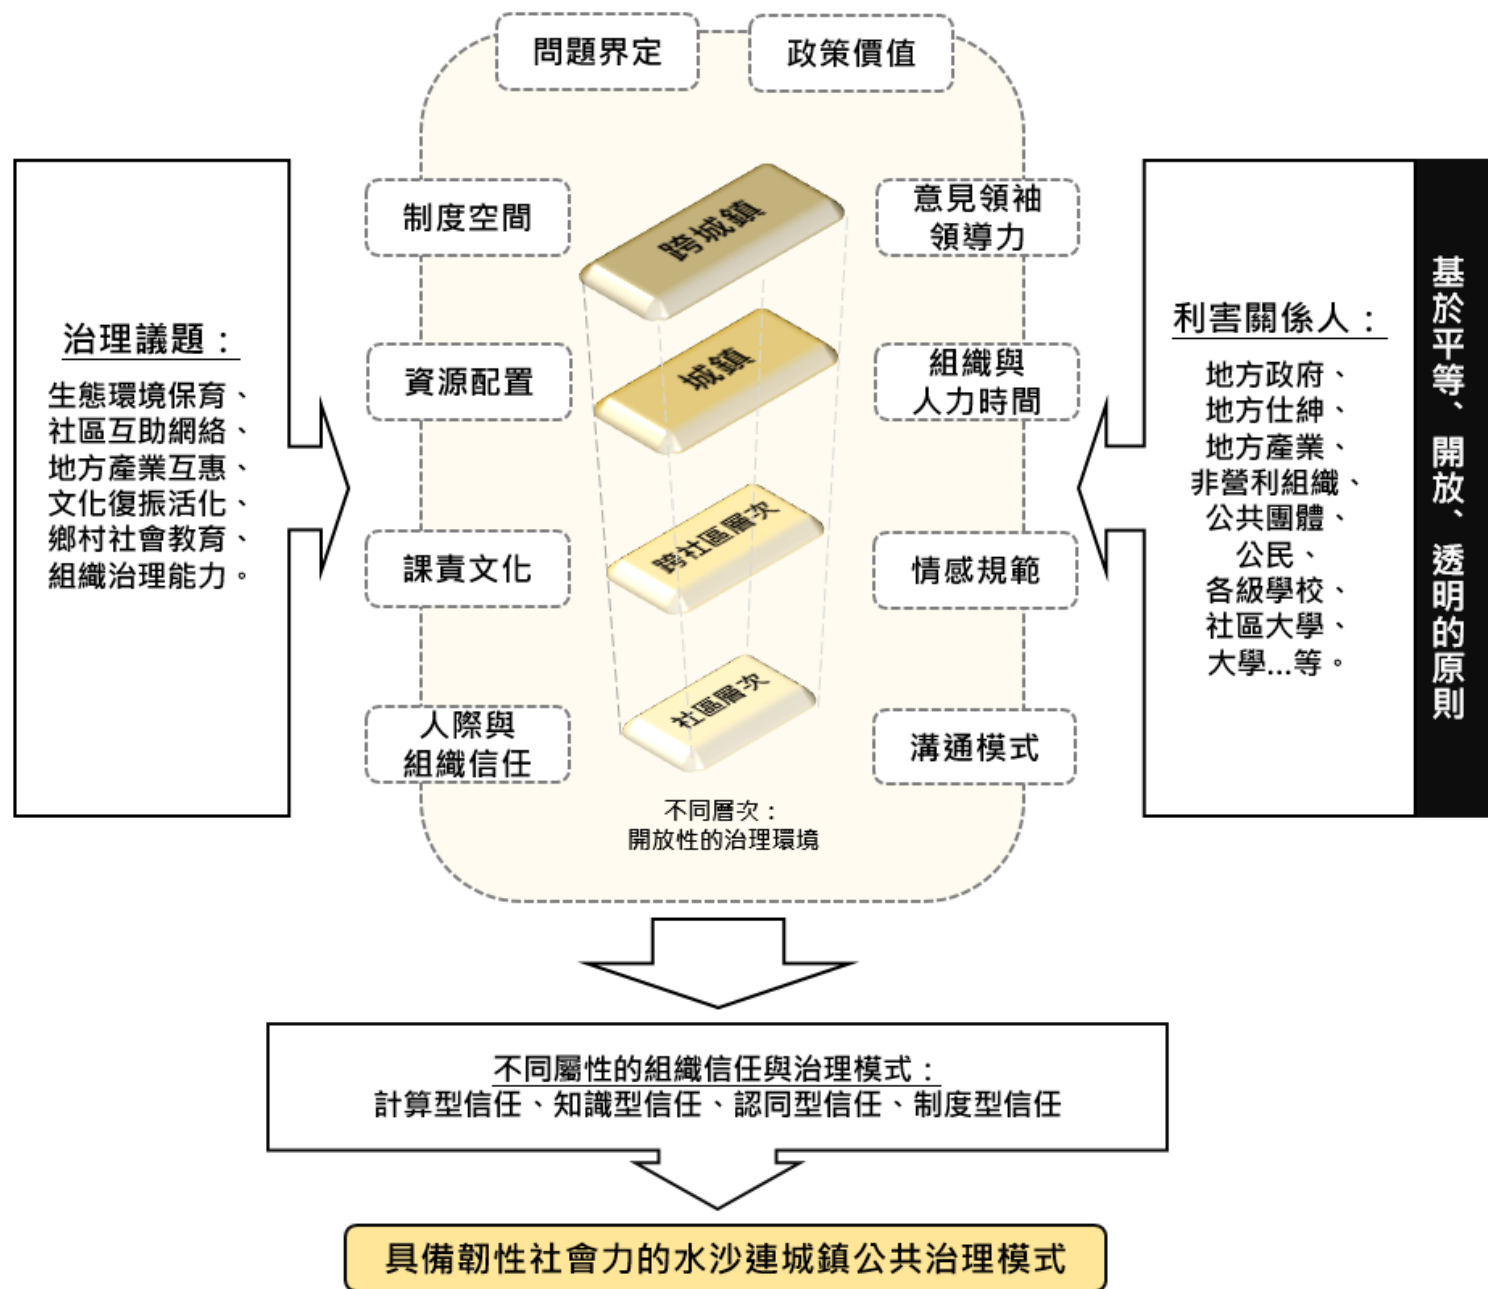 問題界定
政策價值
制度空間
資源配置
課責文化
人際與
組織信任
意見領袖
領導力
組織與
人力時間
情感規範
溝通模式
跨城鎮
城鎮
跨社區層次
社區層次
不同層次：
開放性的治理環境
治理議題：
生態環境保育、
社區互助網絡、
地方產業互惠、
文化復振活化、
鄉村社會教育、
組織治理能力。
利害關係人：
地方政府、
地方仕紳、
地方產業、
非營利組織、
公共團體、
公民、
各級學校、
社區大學、
大學...等。
基於平等、開放、透明的原則
不同屬性的組織信任與治理模式：
計算型信任、知識型信任、認同型信任、制度型信任
具備韌性社會力的水沙連城鎮公共治理模式